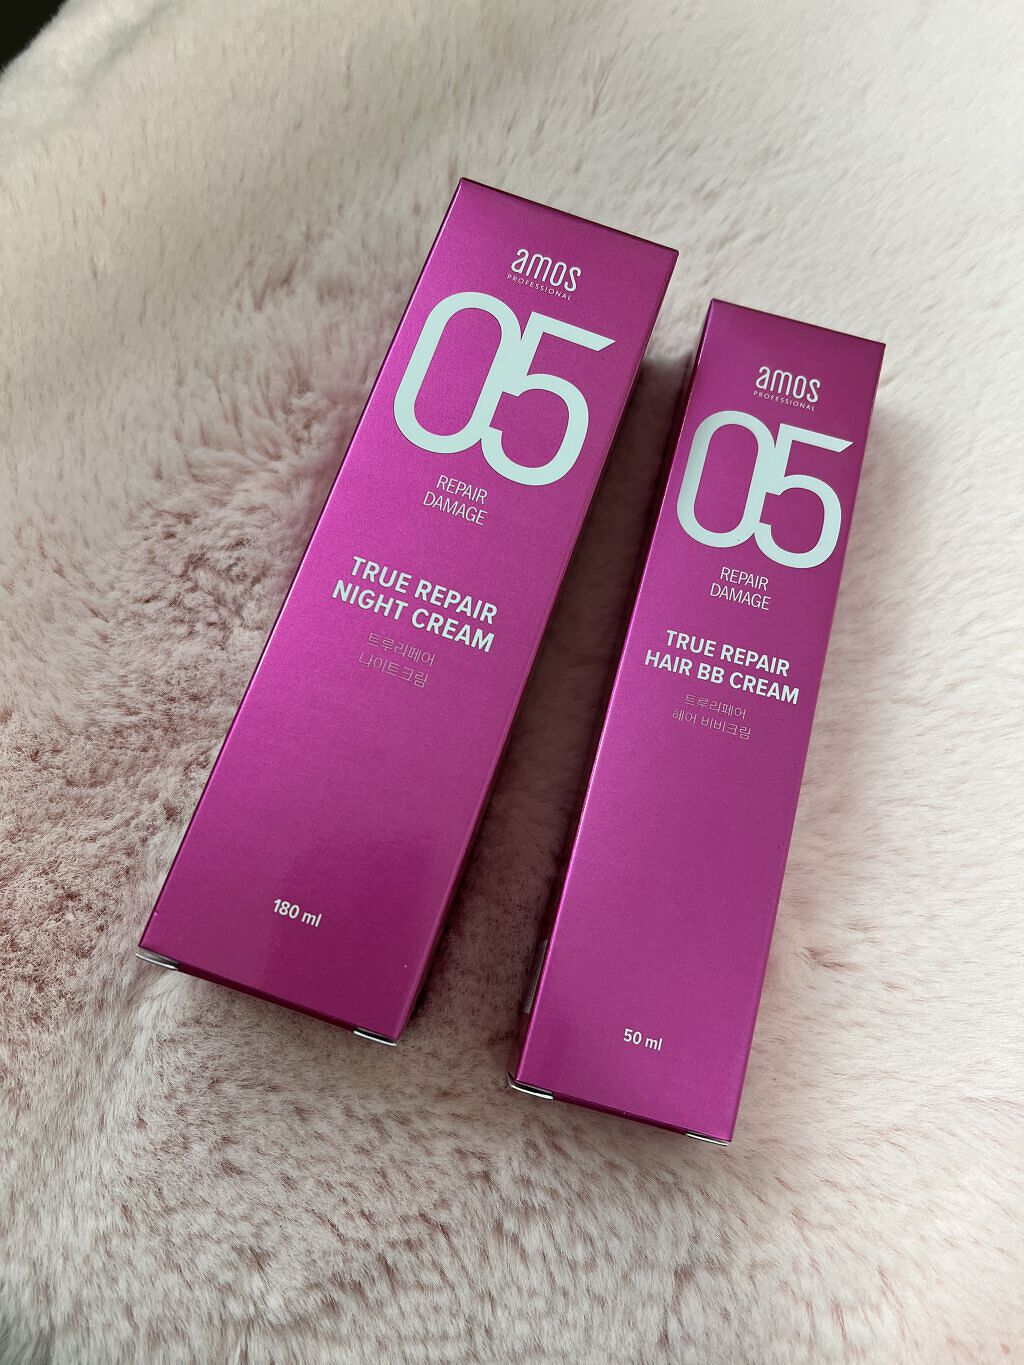 amos
PROFESSIONAL
05
REPAIR
DAMAGE
TRUE REPAIR
NIGHT CREAM
트루리페어
나이트크림
180 ml
amos
PROFESSIONAL
05
REPAIR
DAMAGE
TRUE REPAIR
HAIR BB CREAM
트루리페어
헤어 비비크림
50 ml